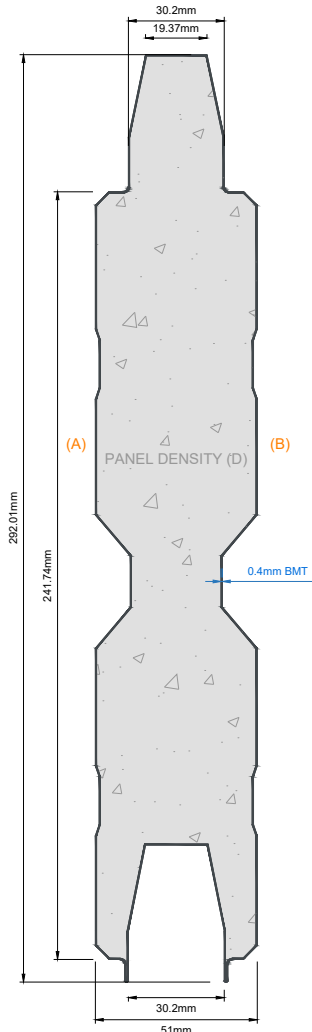 30.2mm
19.37mm
(A)
(B)
PANEL DENSITY (D)
292.01mm
241.74mm
0.4mm BMT
30.2mm
51mm